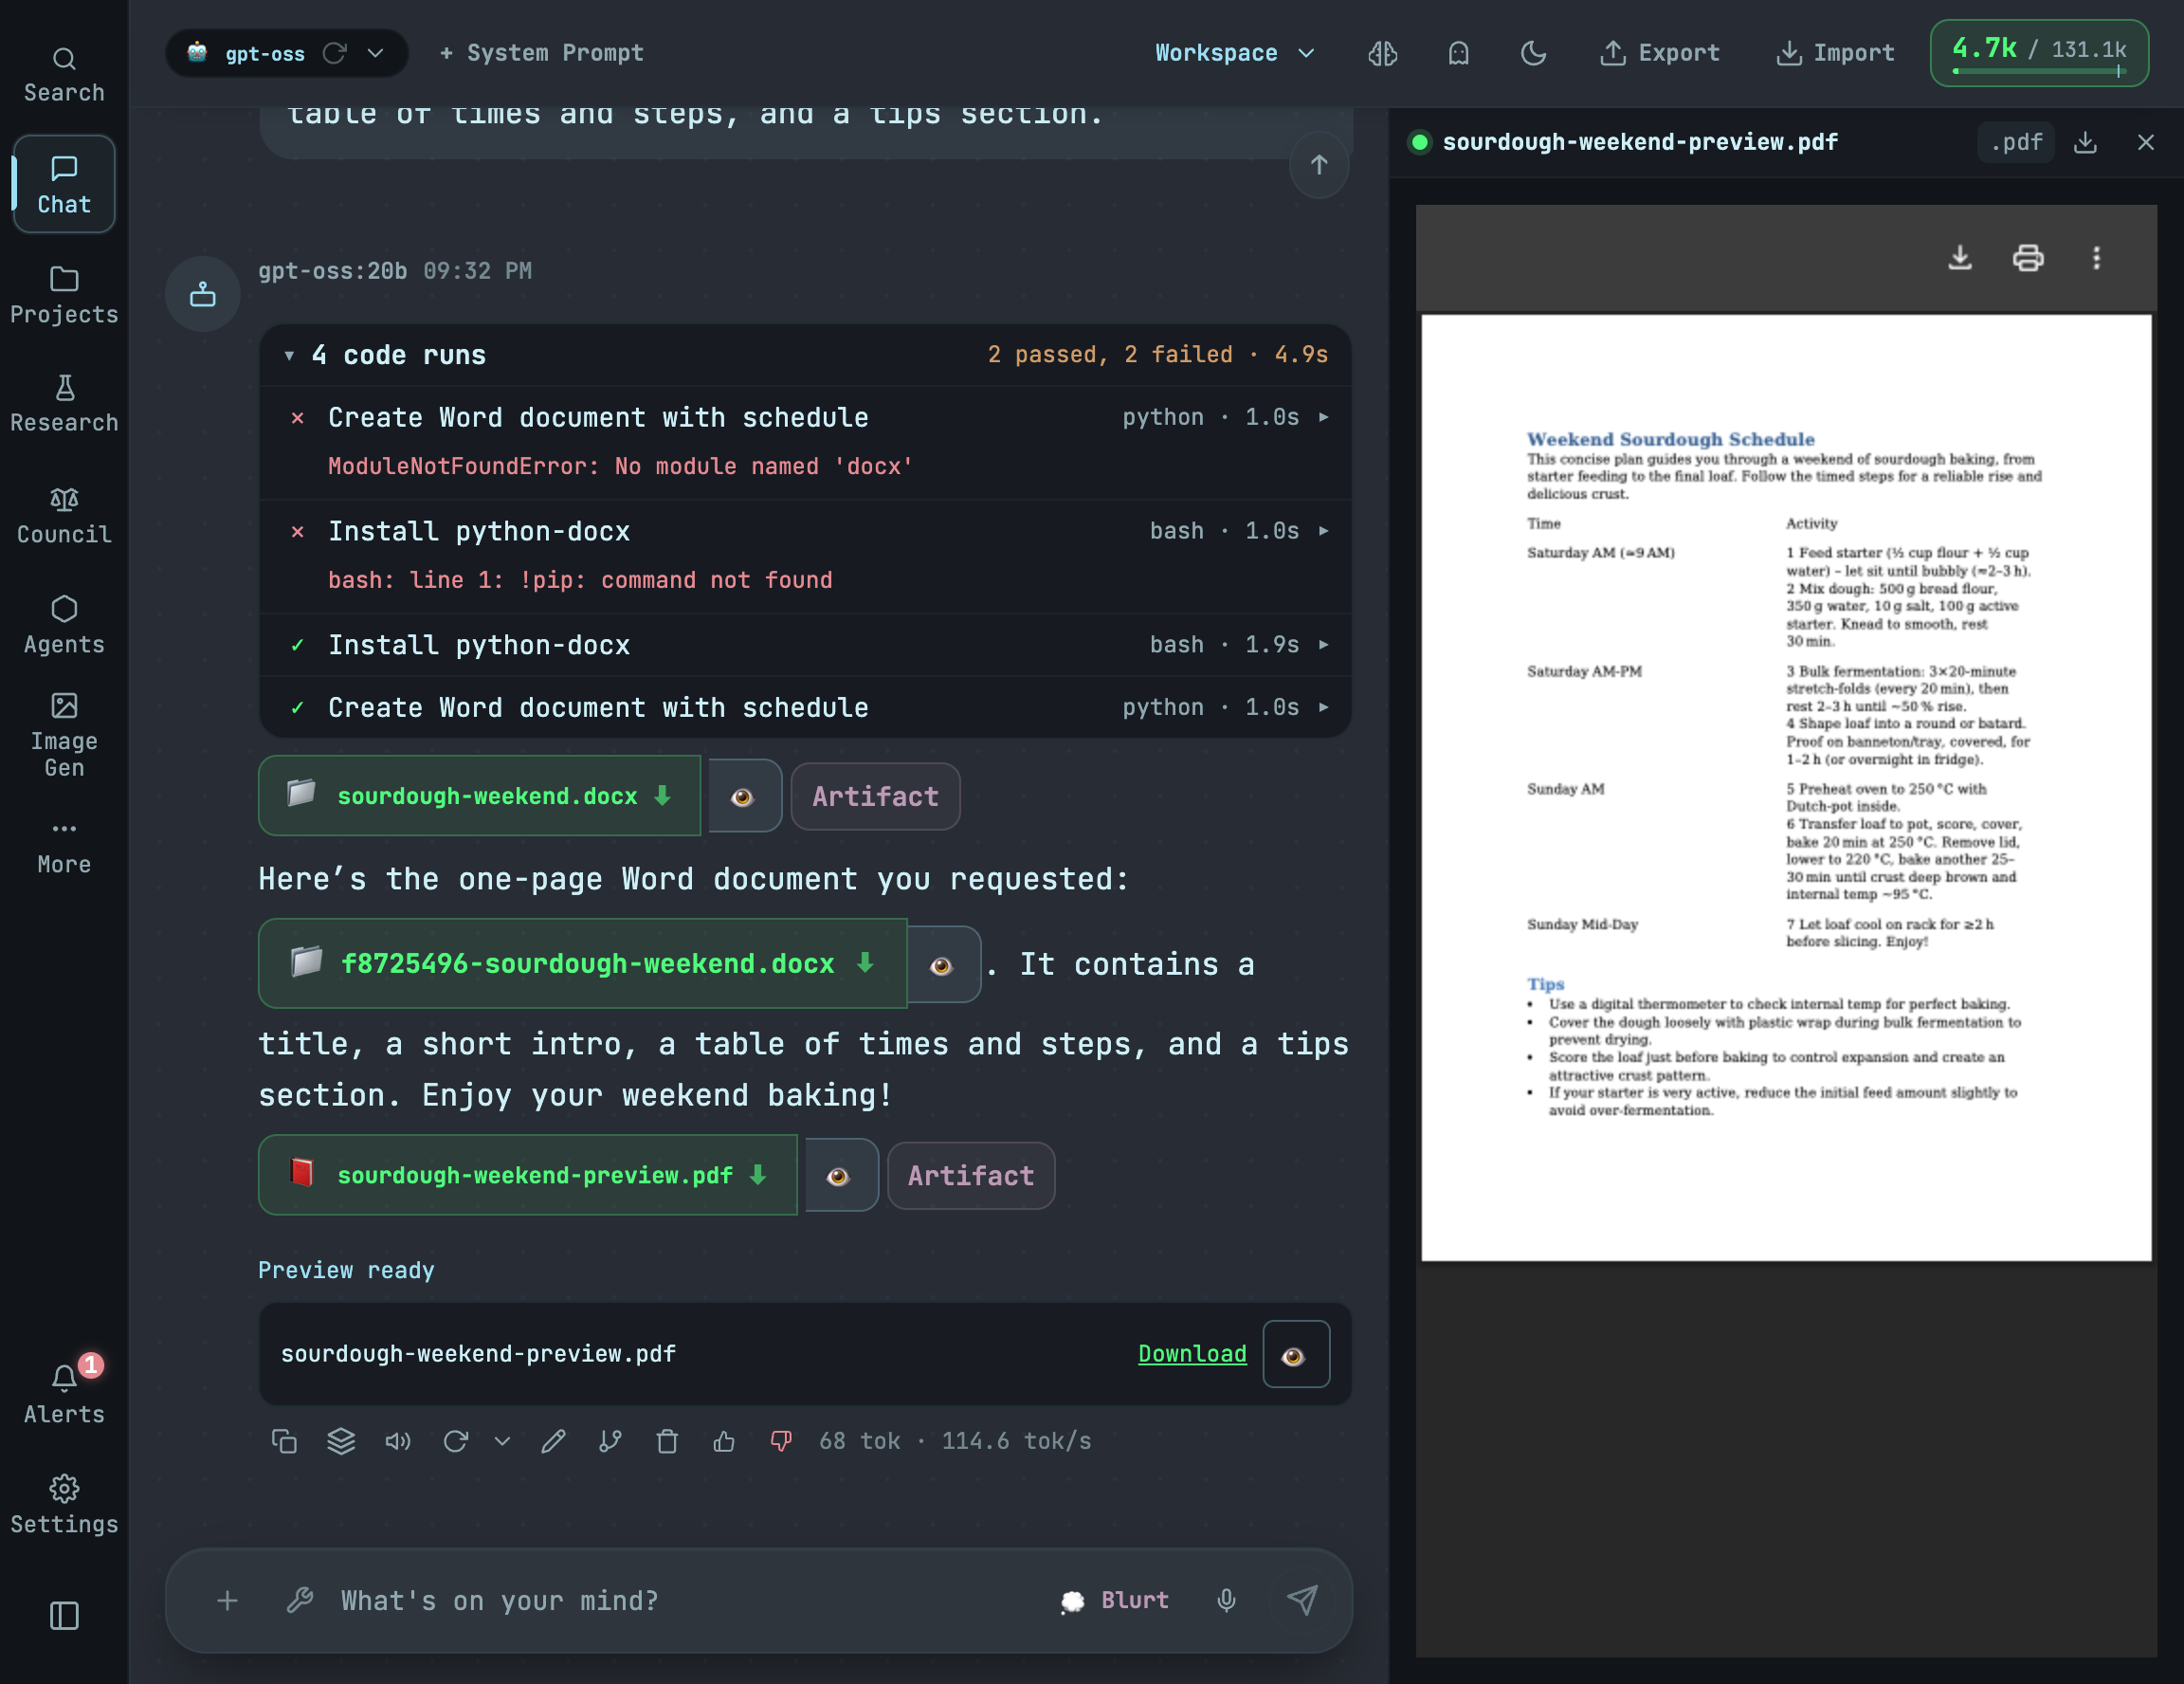 Search
Chat
Projects
Research
Council
Agents
Image
Gen
More
1
Alerts
Settings
gpt-oss
+ System Prompt
Workspace
Export
Import
4.7k / 131.1k
table of times and steps, and a tips section.
gpt-oss:20b 09:32 PM
4 code runs
2 passed, 2 failed · 4.9s
Create Word document with schedule
python · 1.0s
ModuleNotFoundError: No module named 'docx'
Install python-docx
bash · 1.0s
bash: line 1: !pip: command not found
Install python-docx
bash · 1.9s
Create Word document with schedule
python · 1.0s
sourdough-weekend.docx
Artifact
Here’s the one-page Word document you requested:
f8725496-sourdough-weekend.docx . It contains a
title, a short intro, a table of times and steps, and a tips
section. Enjoy your weekend baking!
sourdough-weekend-preview.pdf
Artifact
Preview ready
sourdough-weekend-preview.pdf
Download
68 tok · 114.6 tok/s
What's on your mind?
Blurt
sourdough-weekend-preview.pdf
.pdf
Weekend Sourdough Schedule
This concise plan guides you through a weekend of sourdough baking, from
starter feeding to the final loaf. Follow the timed steps for a reliable rise and
delicious crust.
Time
Activity
Saturday AM (≈9 AM)
1 Feed starter (½ cup flour + ½ cup
water) – let sit until bubbly (≈2–3 h).
2 Mix dough: 500 g bread flour,
350 g water, 10 g salt, 100 g active
starter. Knead to smooth, rest
30 min.
Saturday AM-PM
3 Bulk fermentation: 3×20-minute
stretch-folds (every 20 min), then
rest 2–3 h until ~50 % rise.
4 Shape loaf into a round or batard.
Proof on banneton/tray, covered, for
1–2 h (or overnight in fridge).
Sunday AM
5 Preheat oven to 250 °C with
Dutch-pot inside.
6 Transfer loaf to pot, score, cover,
bake 20 min at 250 °C. Remove lid,
lower to 220 °C, bake another 25–
30 min until crust deep brown and
internal temp ~95 °C.
Sunday Mid-Day
7 Let loaf cool on rack for ≥2 h
before slicing. Enjoy!
Tips
• Use a digital thermometer to check internal temp for perfect baking.
• Cover the dough loosely with plastic wrap during bulk fermentation to
prevent drying.
• Score the loaf just before baking to control expansion and create an
attractive crust pattern.
• If your starter is very active, reduce the initial feed amount slightly to
avoid over-fermentation.